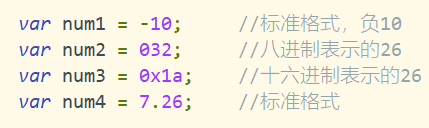 var num1 = -10;      //标准格式，负10
var num2 = 032;      //八进制表示的26
var num3 = 0x1a;     //十六进制表示的26
var num4 = 7.26;     //标准格式